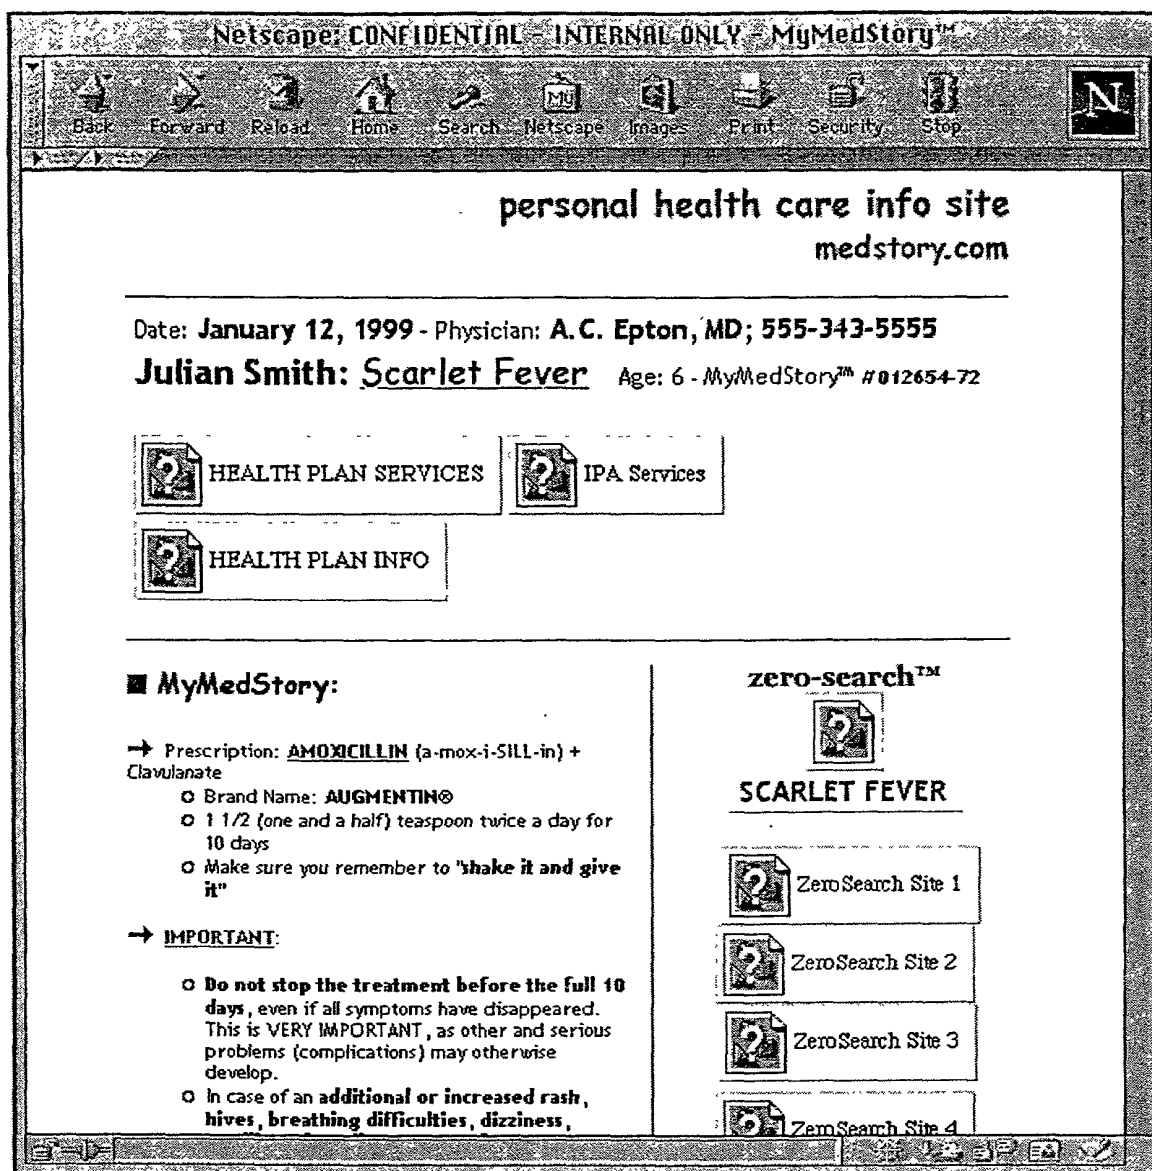 Netscape: CONFIDENTIAL - INTERNAL ONLY - MyMedStory™
Back Forward Reload Home Search Netscape Images Print Security Stop
My
N
personal health care info site
medstory.com
Date: January 12, 1999 - Physician: A.C. Epton, MD; 555-343-5555
Julian Smith: Scarlet Fever Age: 6 - MyMedStory™ #012654-72
HEALTH PLAN SERVICES IPA Services
HEALTH PLAN INFO
MyMedStory:
→ Prescription: AMOXICILLIN (a-mox-i-SILL-in) +
Clavulanate
o Brand Name: AUGMENTIN®
o 1 1/2 (one and a half) teaspoon twice a day for
10 days
o Make sure you remember to "shake it and give
it"
→ IMPORTANT:
o Do not stop the treatment before the full 10
days, even if all symptoms have disappeared.
This is VERY IMPORTANT, as other and serious
problems (complications) may otherwise
develop.
o In case of an additional or increased rash,
hives, breathing difficulties, dizziness,
zero-search™
SCARLET FEVER
ZeroSearch Site 1
ZeroSearch Site 2
ZeroSearch Site 3
ZeroSearch Site 4